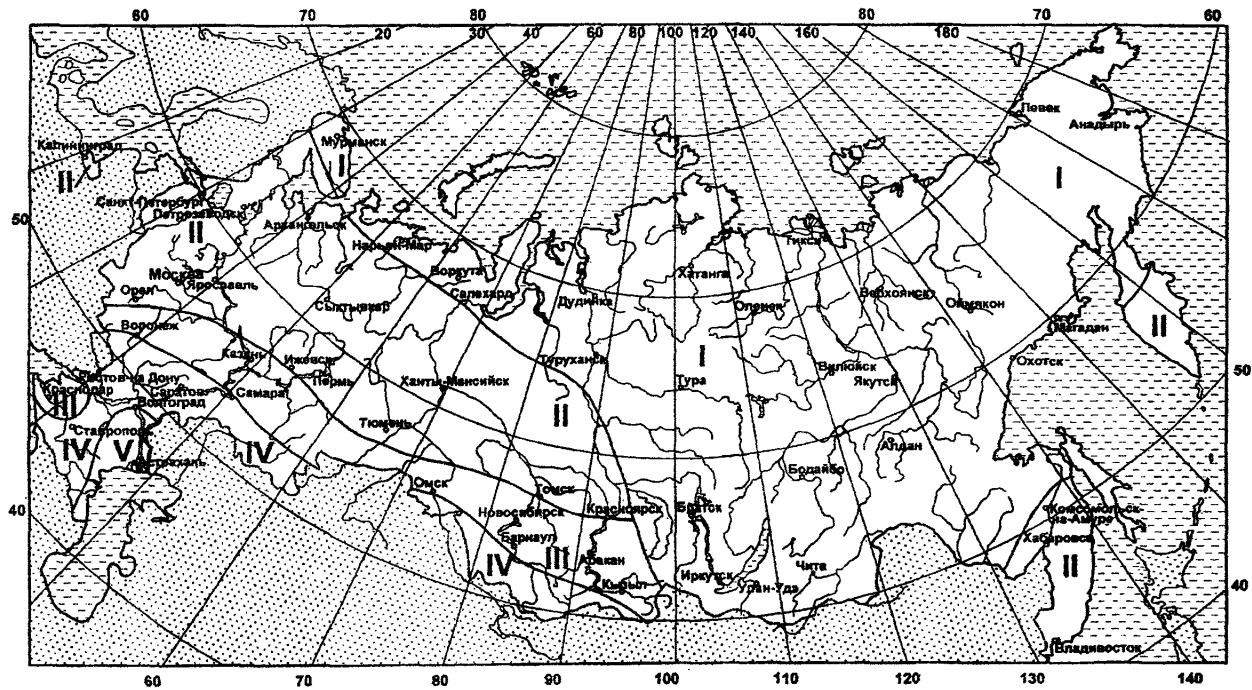 60 70 80 80 70 60
20 30 40 60 80 100 120 140 160 180
Певек
Анадырь
Мурманск
Калининград
I
I
II
Санкт-Петербург
Петрозаводск
50
Архангельск
II
Нарьян-Мар
Тикси
Москва
Воркута
Хатанга
Ярославль
Салехард
Дудинка
Верхоянск
Оймякон
Орел
Сыктывкар
Оленек
Воронеж
Магадан
II
Казань
Ижевск
Туруханск
I
Охотск
Вилюйск
50
Ростов-на Дону
Пермь
Ханты-Мансийск
Тура
Якутск
Краснодар
Саратов
Самара
Волгоград
III
II
Тюмень
Ставрополь
IV V IV
Астрахань
Алдан
Бодайбо
Омск
Томск
40
Новосибирск
Красноярск
Братск
Комсомольск-
на-Амуре
Барнаул
Хабаровск
IV III
Абакан
II
Кызыл
Иркутск
Чита
Улан-Удэ
40
Владивосток
60 70 80 90 100 110 120 130 140